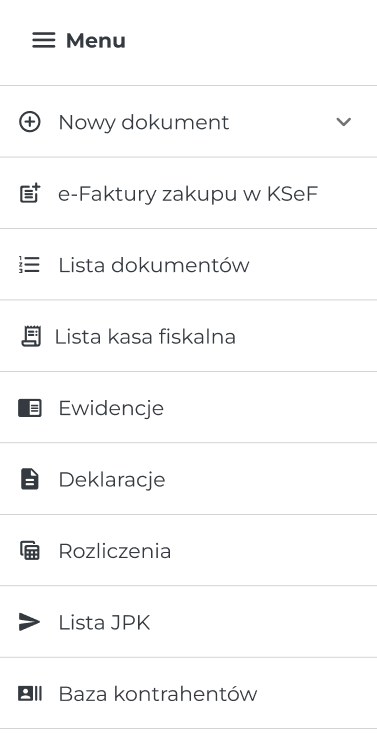 Menu
Nowy dokument
e-Faktury zakupu w KSeF
Lista dokumentów
Lista kasa fiskalna
Ewidencje
Deklaracje
Rozliczenia
Lista JPK
Baza kontrahentów